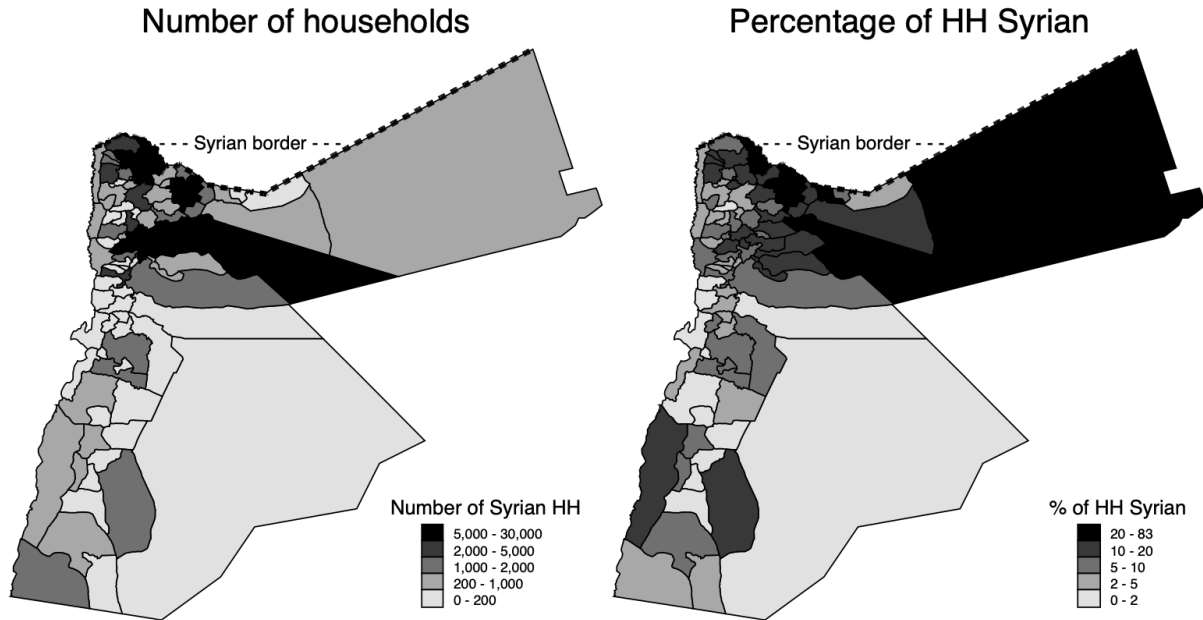 Number of households
Syrian border
Number of Syrian HH
5,000 - 30,000
2,000 - 5,000
1,000 - 2,000
200 - 1,000
0 - 200
Percentage of HH Syrian
Syrian border
% of HH Syrian
20 - 83
10 - 20
5 - 10
2 - 5
0 - 2